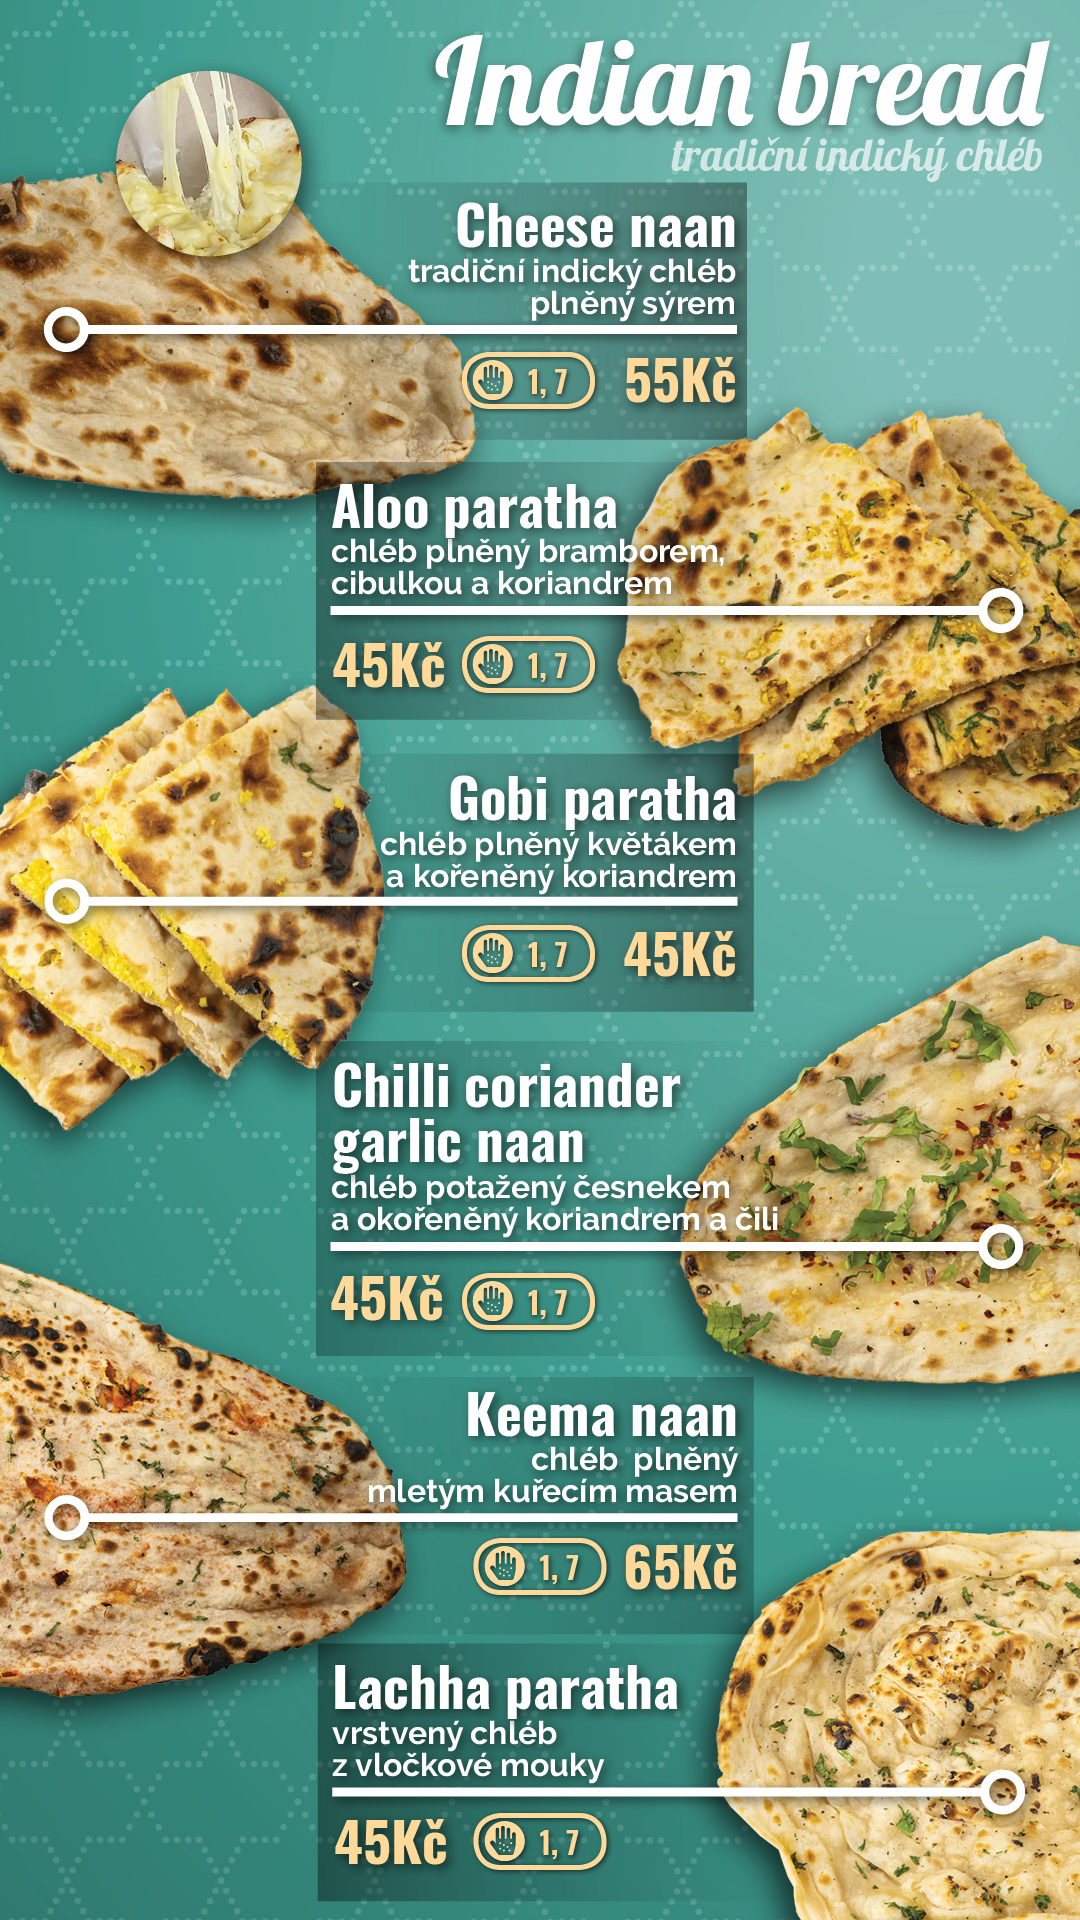 Indian bread
tradiční indický chléb
Cheese naan
tradiční indický chléb
plněný sýrem
1, 7 55Kč
Aloo paratha
chléb plněný bramborem,
cibulkou a koriandrem
45Kč 1, 7
Gobi paratha
chléb plněný květákem
a kořeněný koriandrem
1, 7 45Kč
Chilli coriander
garlic naan
chléb potažený česnekem
a okořeněný koriandrem a čili
45Kč 1, 7
Keema naan
chléb plněný
mletým kuřecím masem
1, 7 65Kč
Lachha paratha
vrstvený chléb
z vločkové mouky
45Kč 1, 7